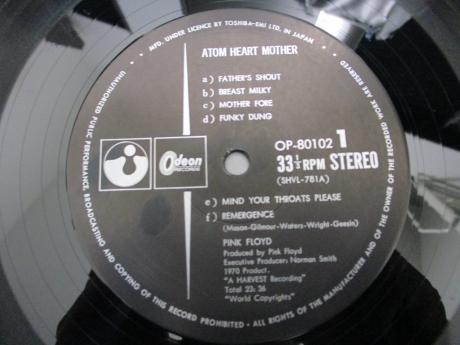 MFD. UNDER LICENCE BY TOSHIBA-EMI LTD. IN JAPAN
ATOM HEART MOTHER
a) FATHER'S SHOUT
b) BREAST MILKY
c) MOTHER FORE
d) FUNKY DUNG
OP-80102 1
33 1/3 RPM STEREO
(SHVL-781A)
Odeon
RECORDS
e) MIND YOUR THROATS PLEASE
f) REMERGENCE
(Mason-Gilmour-Waters-Wright-Geesin)
PINK FLOYD
Produced by Pink Floyd
Executive Producer; Norman Smith
1970 Product.
"A HARVEST Recording"
Total 23; 36
"World Copyrights"
UNAUTHORIZED PUBLIC PERFORMANCE, BROADCASTING AND COPYING OF THIS RECORD PROHIBITED · ALL RIGHTS OF THE MANUFACTURER AND OF THE OWNER OF THE RECORDED WORK ARE RESERVED